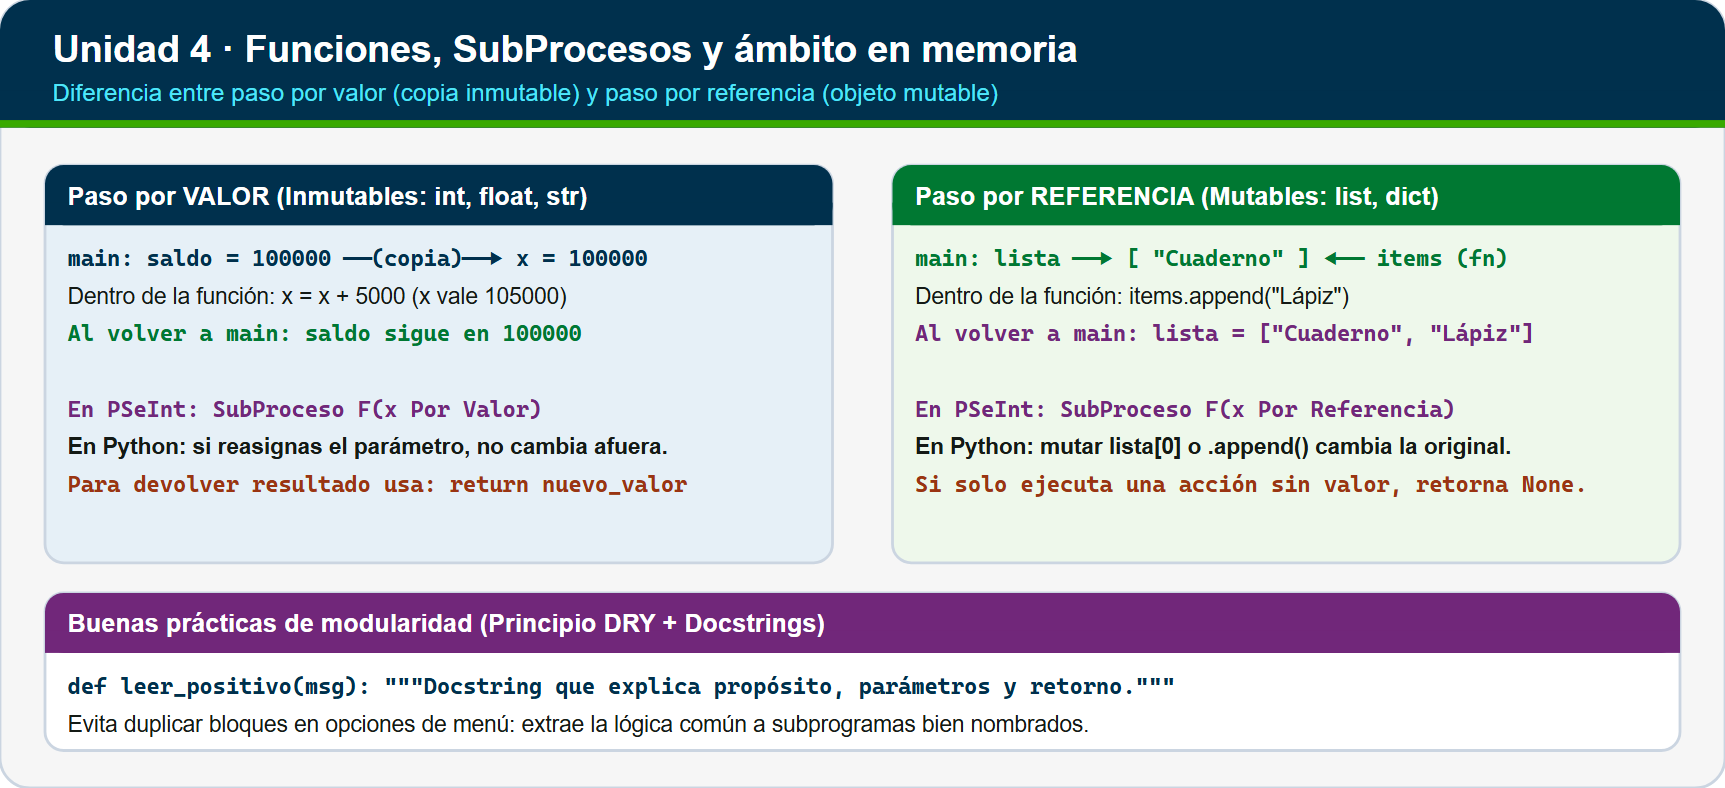 Unidad 4 · Funciones, SubProcesos y ámbito en memoria
Diferencia entre paso por valor (copia inmutable) y paso por referencia (objeto mutable)
Paso por VALOR (Inmutables: int, float, str)
main: saldo = 100000 ──(copia)──► x = 100000
Dentro de la función: x = x + 5000 (x vale 105000)
Al volver a main: saldo sigue en 100000
En PSeInt: SubProceso F(x Por Valor)
En Python: si reasignas el parámetro, no cambia afuera.
Para devolver resultado usa: return nuevo_valor
Paso por REFERENCIA (Mutables: list, dict)
main: lista ──► [ "Cuaderno" ] ◄── items (fn)
Dentro de la función: items.append("Lápiz")
Al volver a main: lista = ["Cuaderno", "Lápiz"]
En PSeInt: SubProceso F(x Por Referencia)
En Python: mutar lista[0] o .append() cambia la original.
Si solo ejecuta una acción sin valor, retorna None.
Buenas prácticas de modularidad (Principio DRY + Docstrings)
def leer_positivo(msg): """Docstring que explica propósito, parámetros y retorno."""
Evita duplicar bloques en opciones de menú: extrae la lógica común a subprogramas bien nombrados.